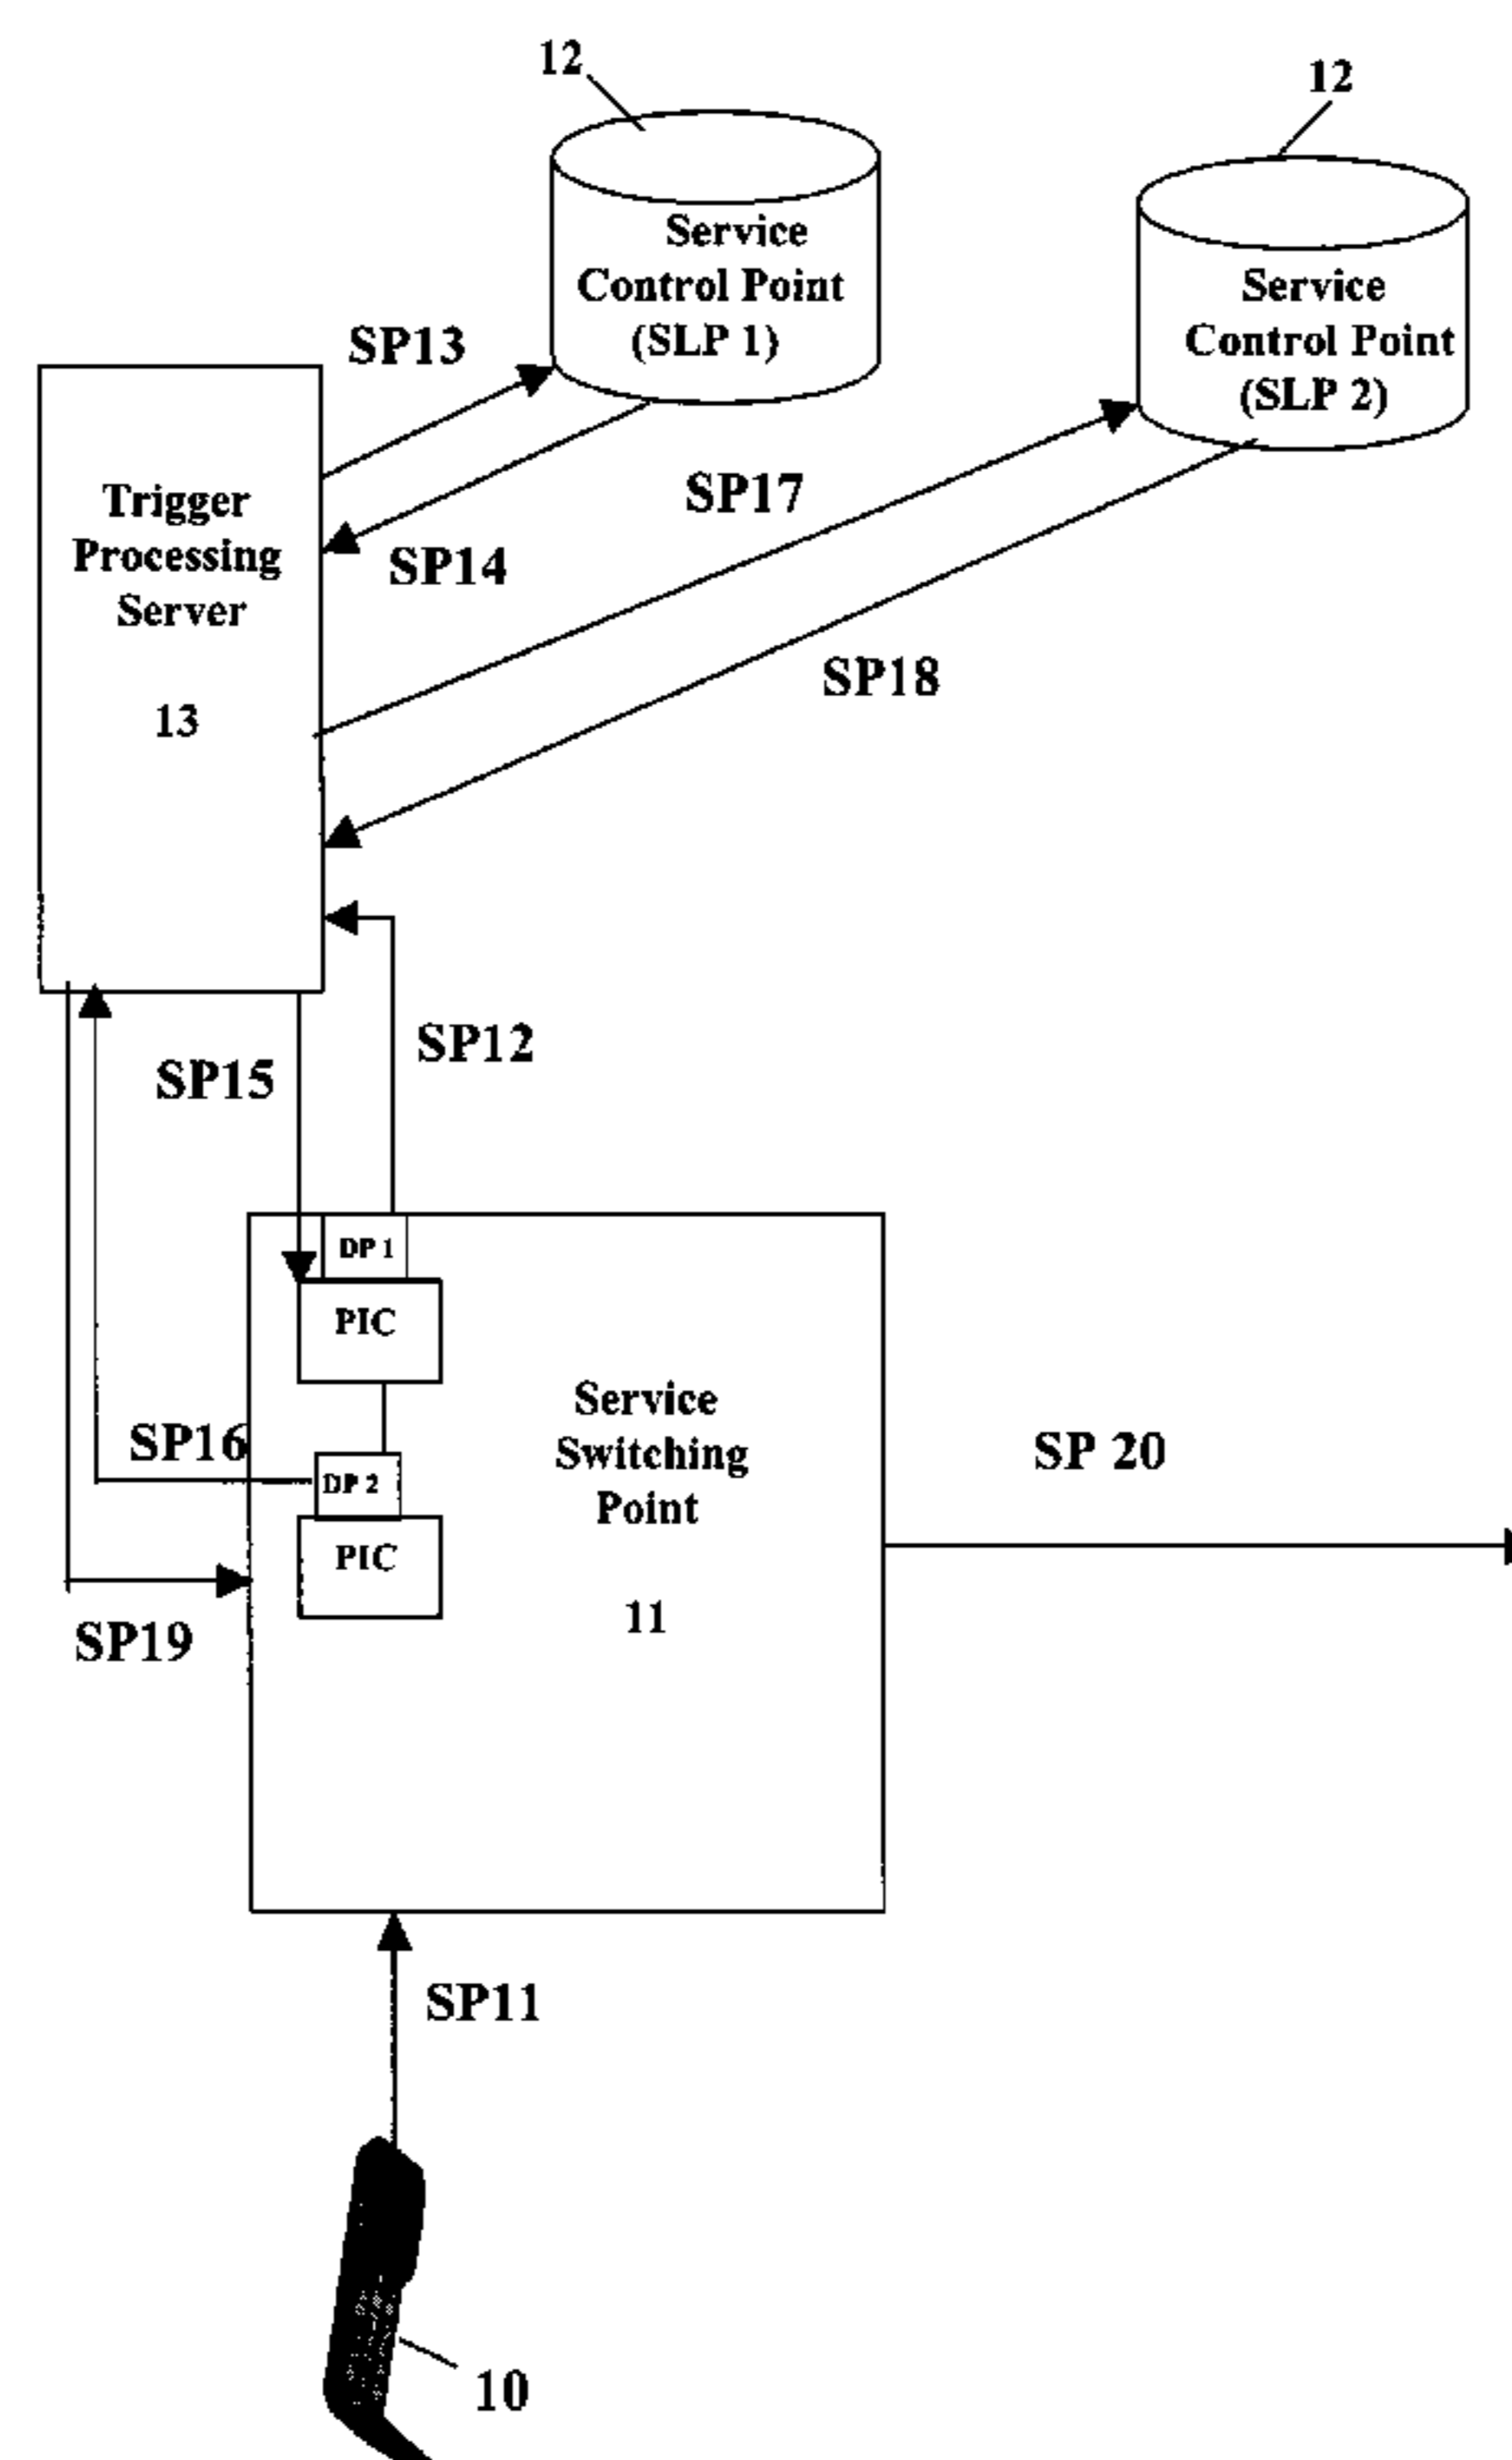 12
12
Service
Control Point
(SLP 1)
Service
Control Point
(SLP 2)
SP13
SP17
Trigger
Processing
Server
13
SP14
SP18
SP12
SP15
DP 1
PIC
Service
Switching
Point
11
SP16
DP 2
PIC
SP 20
SP19
SP11
10